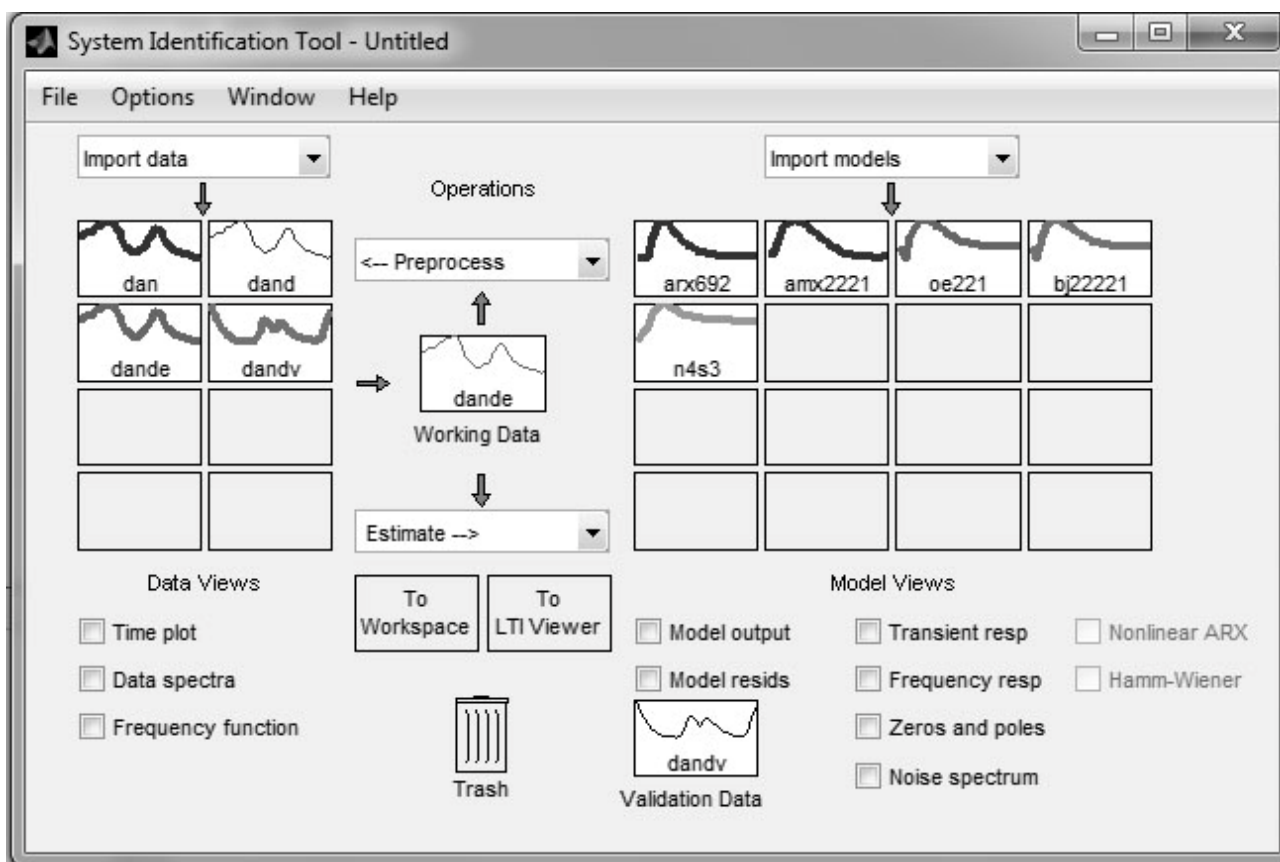 System Identification Tool - Untitled
File Options Window Help
Import data
Import models
Operations
dan dand
<-- Preprocess
arx692 amx2221 oe221 bj22221
dande dandv
dande
n4s3
Working Data
Estimate -->
Data Views
To
Workspace
To
LTI Viewer
Model Views
Time plot
Data spectra
Frequency function
Trash
Model output
Model resids
dandv
Validation Data
Transient resp
Frequency resp
Zeros and poles
Noise spectrum
Nonlinear ARX
Hamm-Wiener